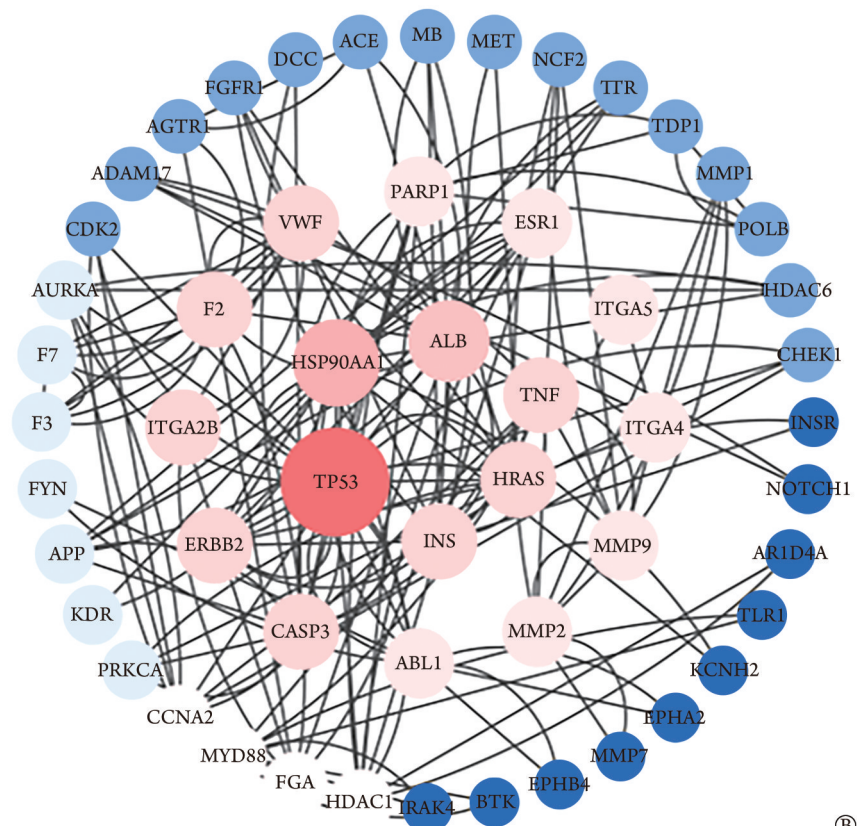 MB
ACE
MET
DCC
NCF2
FGFR1
TTR
AGTR1
TDP1
ADAM17
PARP1
MMP1
VWF
ESR1
CDK2
POLB
AURKA
HDAC6
F2
ITGA5
F7
HSP90AA1
ALB
CHEK1
TNF
F3
ITGA2B
ITGA4
INSR
FYN
TP53
HRAS
NOTCH1
APP
ERBB2
INS
MMP9
AR1D4A
KDR
TLR1
CASP3
MMP2
PRKCA
ABL1
KCNH2
CCNA2
EPHA2
MYD88
MMP7
FGA
EPHB4
HDAC1
IRAK4
BTK
B